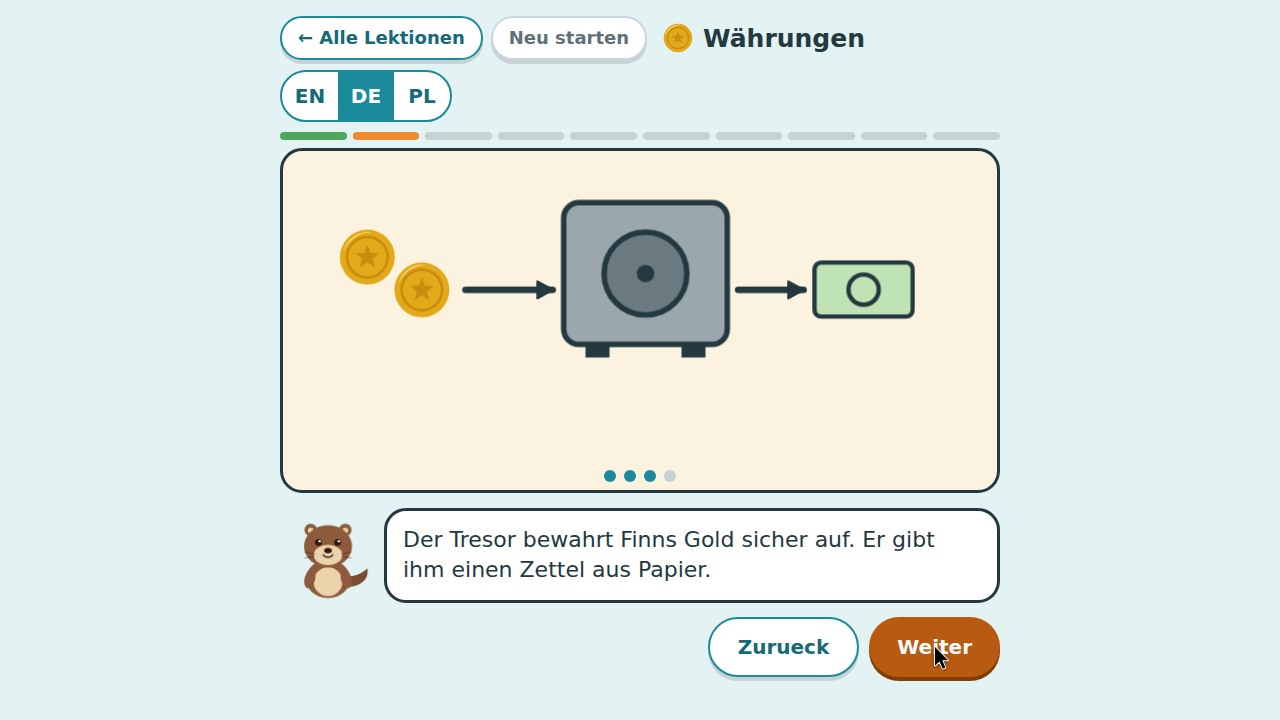 ← Alle Lektionen
Neu starten
Währungen
EN DE PL
Der Tresor bewahrt Finns Gold sicher auf. Er gibt
ihm einen Zettel aus Papier.
Zurueck
Weiter